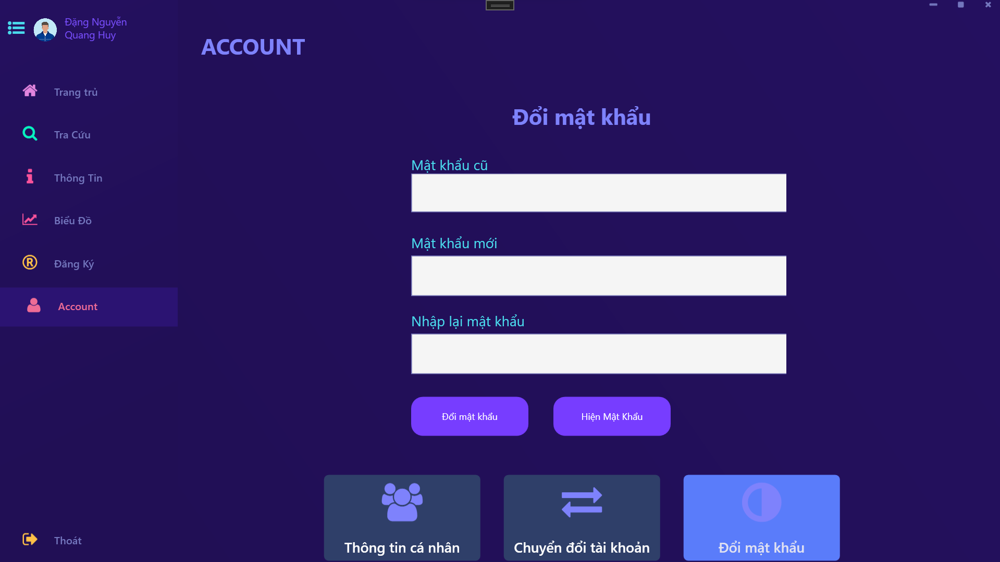 Đặng Nguyễn
Quang Huy
ACCOUNT
Trang trủ
Tra Cứu
Thông Tin
Biểu Đồ
Đăng Ký
Account
Thoát
Đổi mật khẩu
Mật khẩu cũ
Mật khẩu mới
Nhập lại mật khẩu
Đổi mật khẩu
Hiện Mật Khẩu
Thông tin cá nhân
Chuyển đổi tài khoản
Đổi mật khẩu